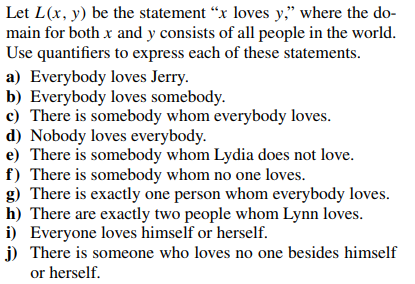 Let L(x, y) be the statement “x loves y,” where the do-
main for both x and y consists of all people in the world.
Use quantifiers to express each of these statements.
a) Everybody loves Jerry.
b) Everybody loves somebody.
c) There is somebody whom everybody loves.
d) Nobody loves everybody.
e) There is somebody whom Lydia does not love.
f) There is somebody whom no one loves.
g) There is exactly one person whom everybody loves.
h) There are exactly two people whom Lynn loves.
i) Everyone loves himself or herself.
j) There is someone who loves no one besides himself
or herself.